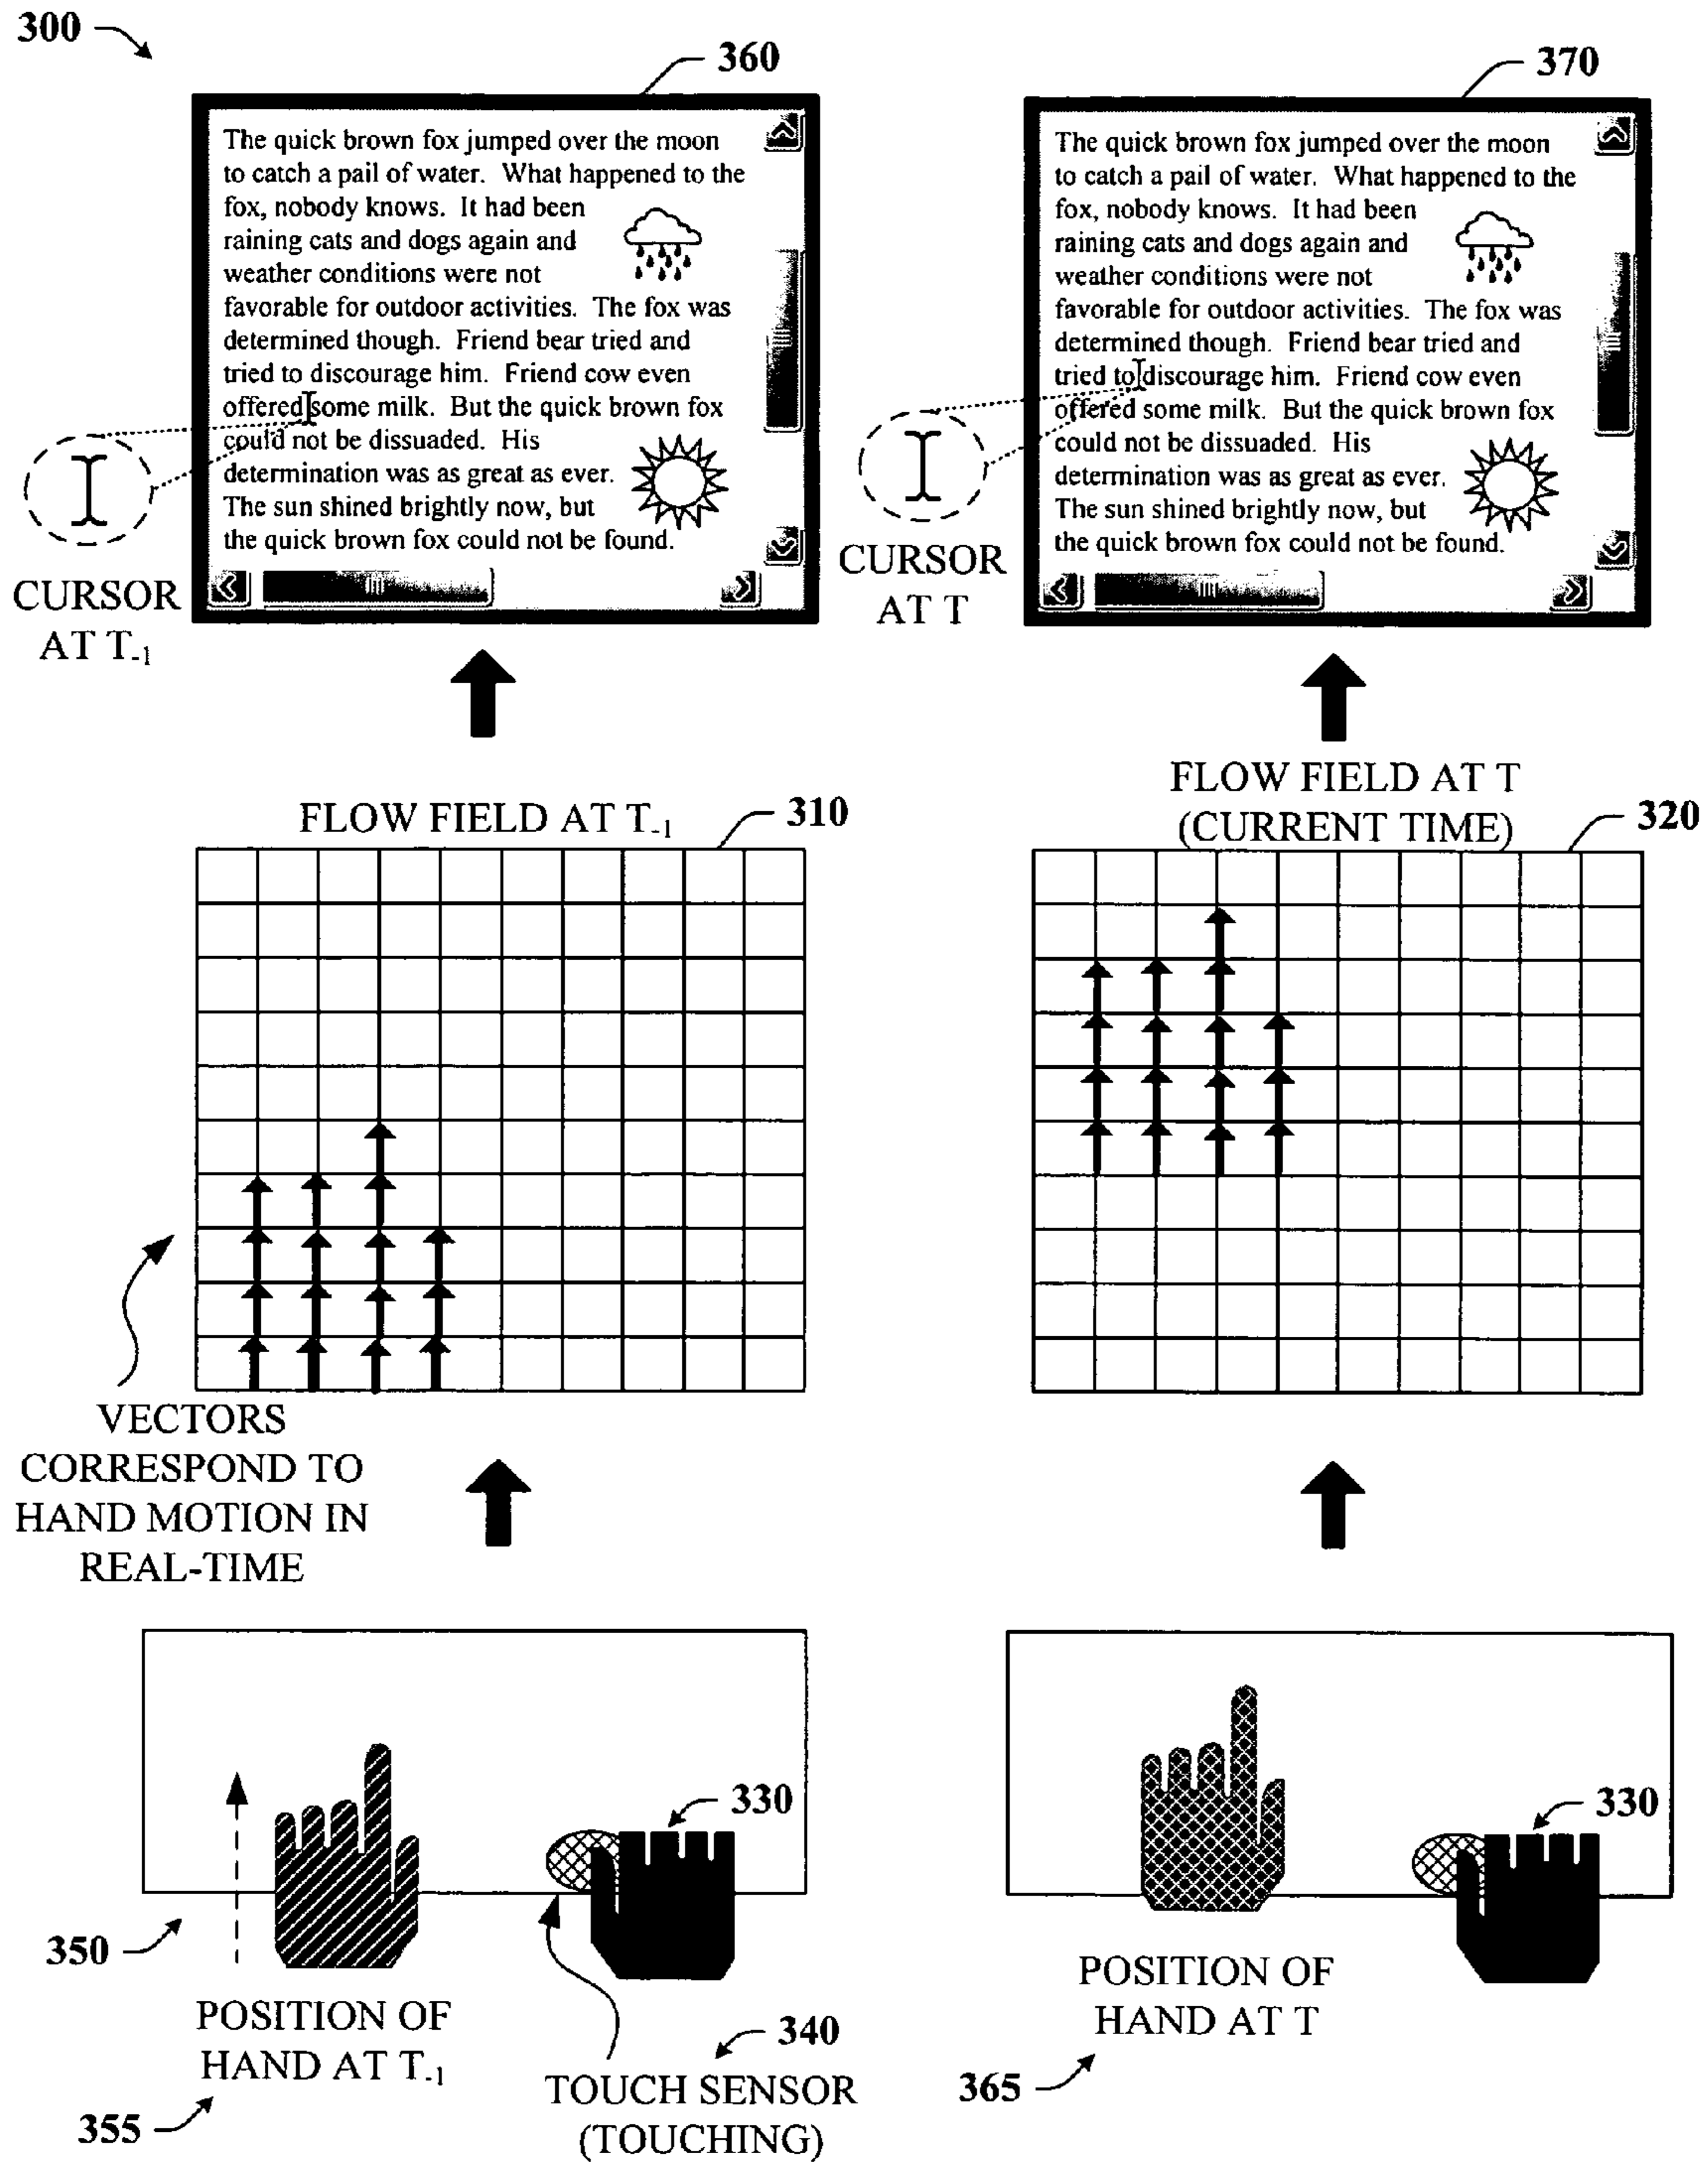 300
360
370
The quick brown fox jumped over the moon
to catch a pail of water. What happened to the
fox, nobody knows. It had been
raining cats and dogs again and
weather conditions were not
favorable for outdoor activities. The fox was
determined though. Friend bear tried and
tried to discourage him. Friend cow even
offered some milk. But the quick brown fox
could not be dissuaded. His
determination was as great as ever.
The sun shined brightly now, but
the quick brown fox could not be found.
CURSOR
AT T-1
The quick brown fox jumped over the moon
to catch a pail of water. What happened to the
fox, nobody knows. It had been
raining cats and dogs again and
weather conditions were not
favorable for outdoor activities. The fox was
determined though. Friend bear tried and
tried to discourage him. Friend cow even
offered some milk. But the quick brown fox
could not be dissuaded. His
determination was as great as ever.
The sun shined brightly now, but
the quick brown fox could not be found.
CURSOR
AT T
FLOW FIELD AT T-1
310
FLOW FIELD AT T
(CURRENT TIME)
320
VECTORS
CORRESPOND TO
HAND MOTION IN
REAL-TIME
330
330
350
POSITION OF
HAND AT T-1
355
340
TOUCH SENSOR
(TOUCHING)
POSITION OF
HAND AT T
365